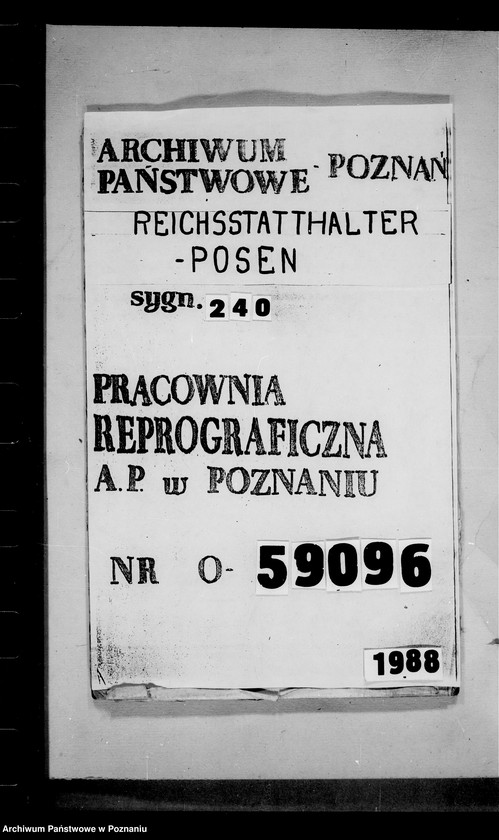 ARCHIWUM
PAŃSTWOWE - POZNAŃ
REICHSSTATTHALTER
-POSEN
sygn. 240
PRACOWNIA
REPROGRAFICZNA
A.P. w POZNANIU
NR O- 59096
1988
Archiwum Państwowe w Poznaniu